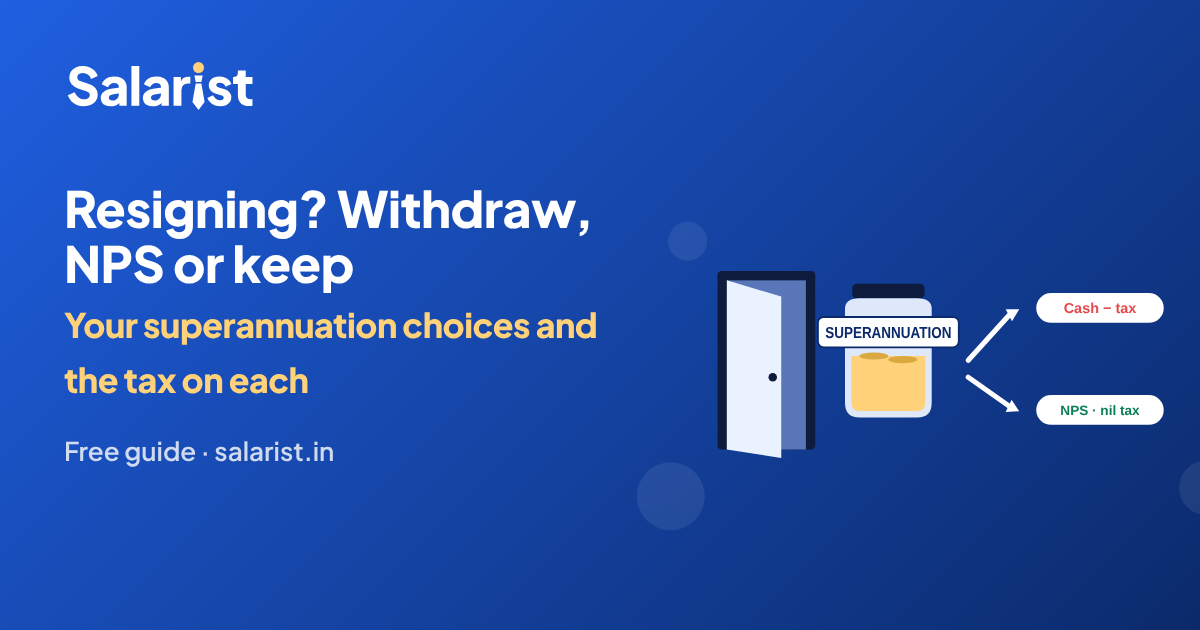 Salarist
Resigning? Withdraw,
NPS or keep
Your superannuation choices and
the tax on each
Free guide · salarist.in
SUPERANNUATION
Cash – tax
NPS · nil tax